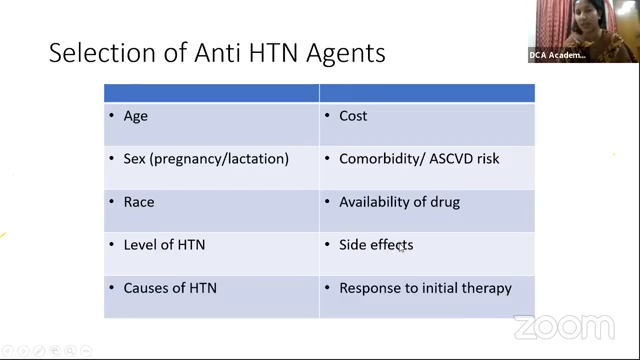 Selection of Anti HTN Agents
DCA Academ...
• Age
• Cost
• Sex (pregnancy/lactation)
• Comorbidity/ ASCVD risk
• Race
• Availability of drug
• Level of HTN
• Side effects
• Causes of HTN
• Response to initial therapy
zoom